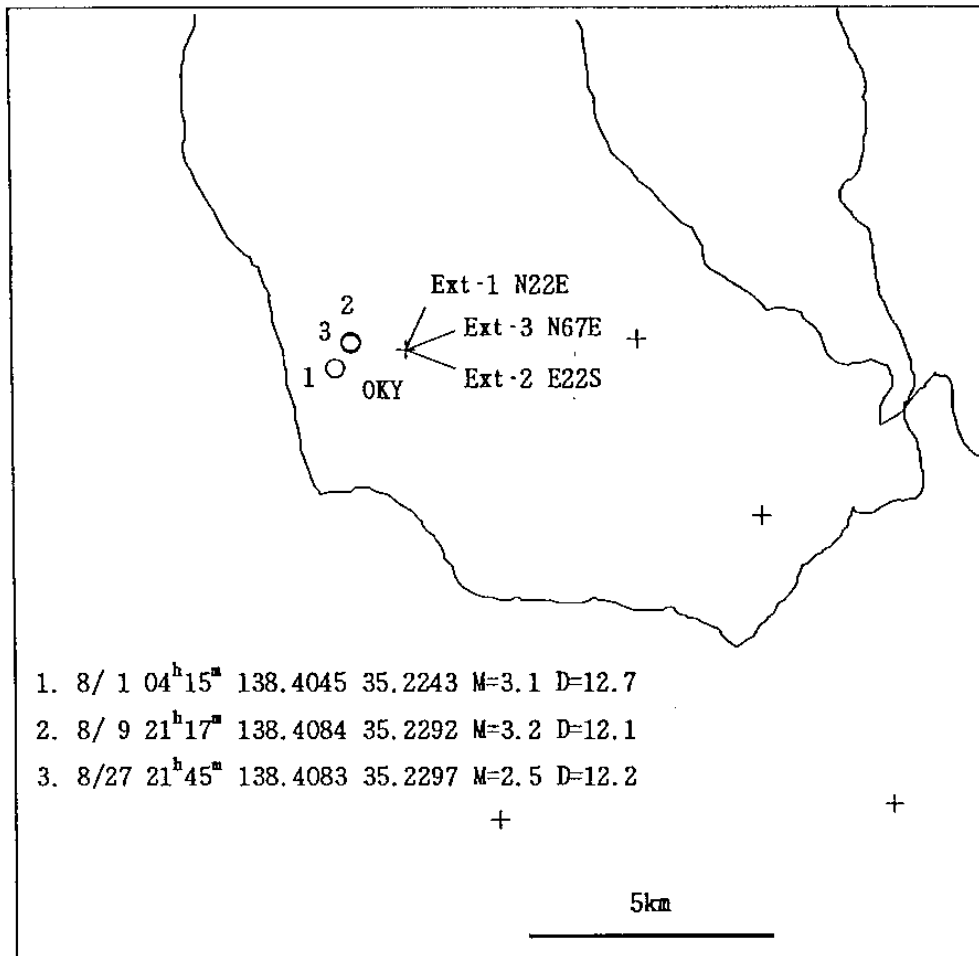 Ext-1 N22E
2
3
Ext-3 N67E
1
OKY
Ext-2 E22S
1. 8/ 1 04ʰ15ᵐ 138.4045 35.2243 M=3.1 D=12.7
2. 8/ 9 21ʰ17ᵐ 138.4084 35.2292 M=3.2 D=12.1
3. 8/27 21ʰ45ᵐ 138.4083 35.2297 M=2.5 D=12.2
5km